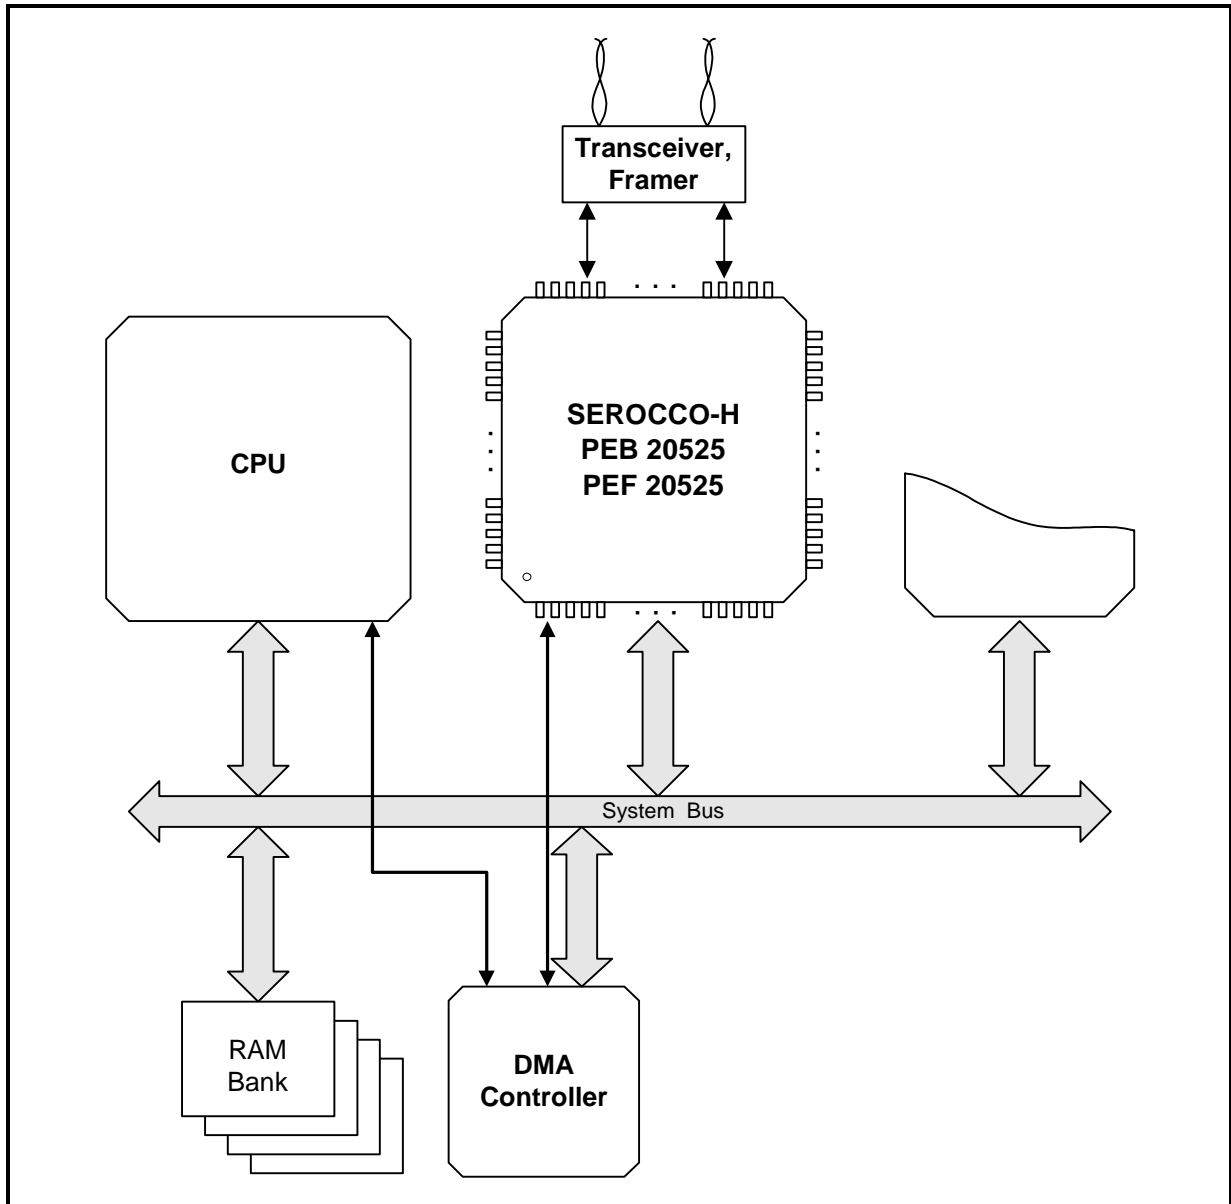 Transceiver,
Framer
CPU
SEROCCO-H
PEB 20525
PEF 20525
System Bus
RAM
Bank
DMA
Controller